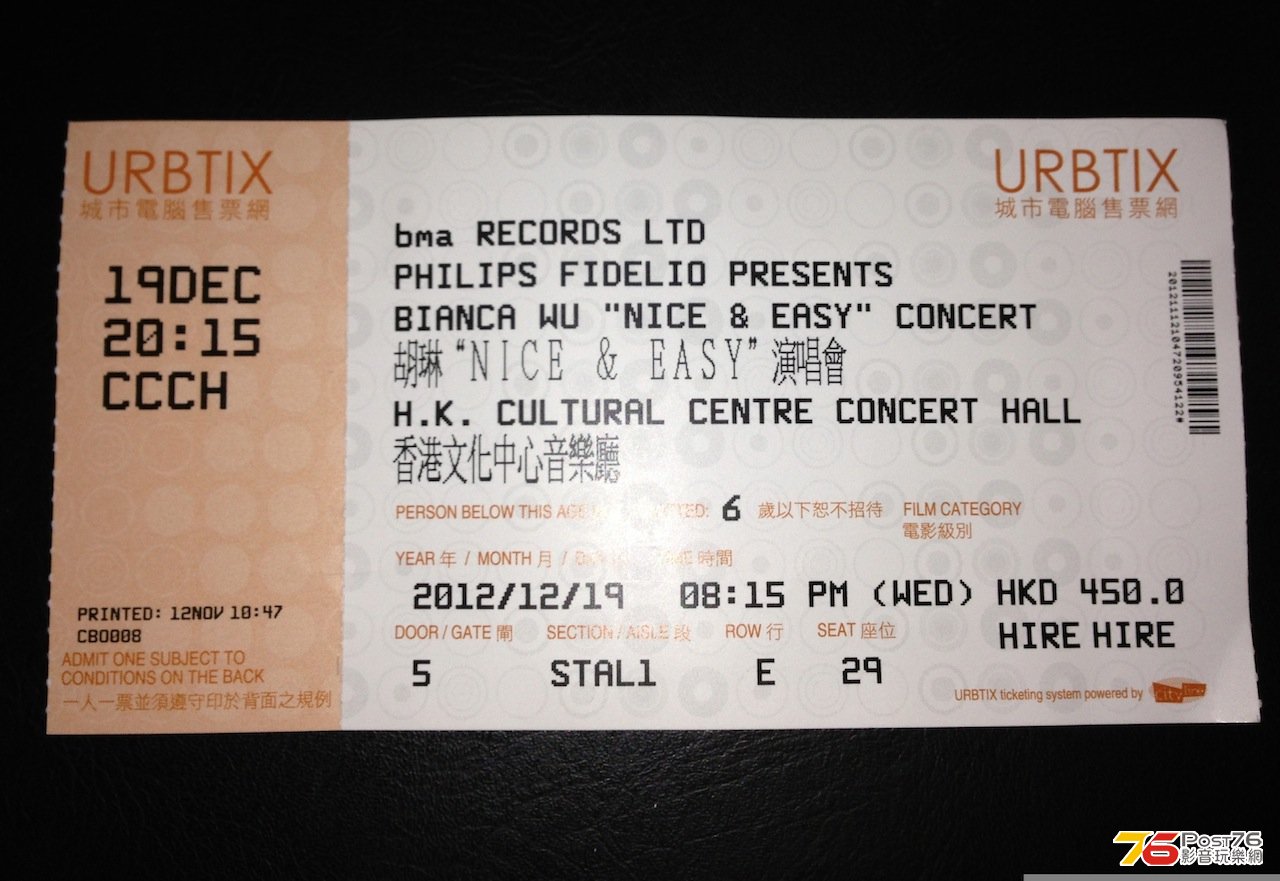 URBTIX
城市電腦售票網
19DEC
20:15
CCCH
PRINTED: 12NOV 10:47
CBO008
ADMIT ONE SUBJECT TO
CONDITIONS ON THE BACK
一人一票並須遵守印於背面之規例
URBTIX
城市電腦售票網
bma RECORDS LTD
PHILIPS FIDELIO PRESENTS
BIANCA WU "NICE & EASY" CONCERT
胡琳“NICE & EASY”演唱會
H.K. CULTURAL CENTRE CONCERT HALL
香港文化中心音樂廳
PERSON BELOW THIS 6 歲以下恕不招待 FILM CATEGORY
電影級別
YEAR 年 / MONTH 月 / 時間
2012/12/19 08:15 PM (WED) HKD 450.0
DOOR / GATE 閘 SECTION / AISLE 段 ROW 行 SEAT 座位 HIRE HIRE
5 STAL1 E 29
URBTIX ticketing system powered by
76 Post76
影音玩樂網